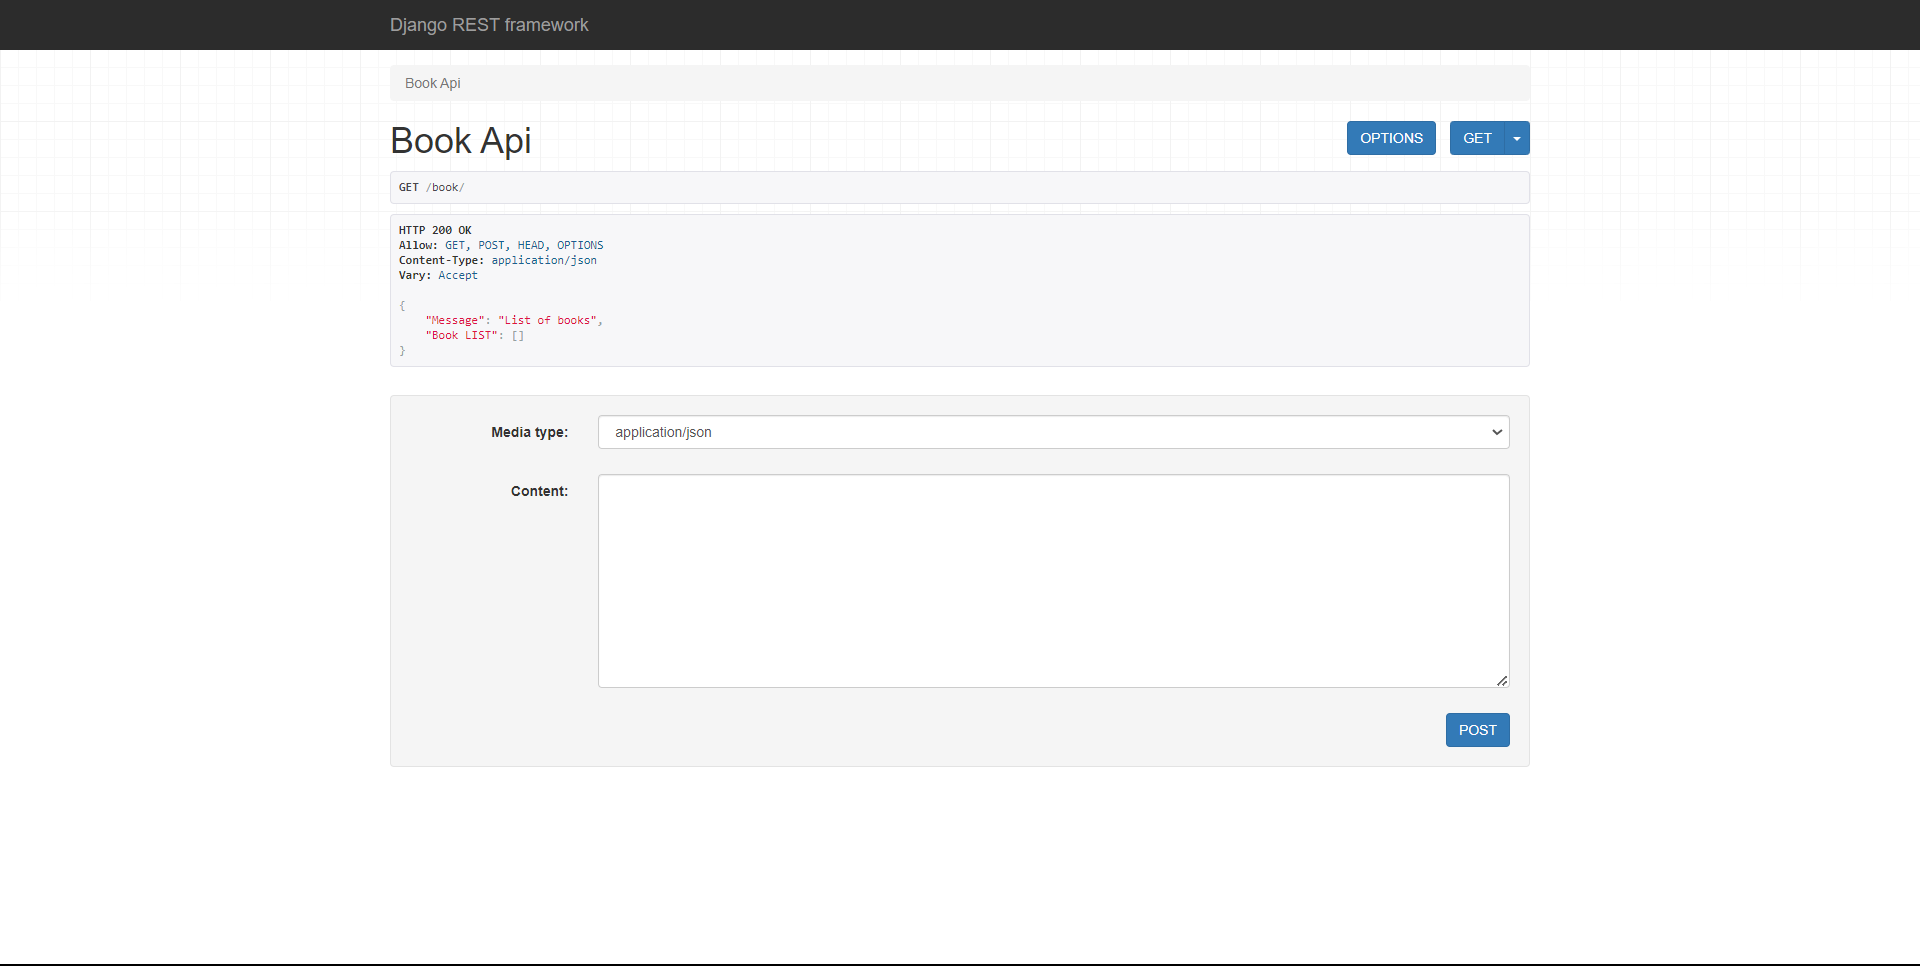 Django REST framework
Book Api
Book Api
OPTIONS GET
GET /book/
HTTP 200 OK
Allow: GET, POST, HEAD, OPTIONS
Content-Type: application/json
Vary: Accept
{
    "Message": "List of books",
    "Book LIST": []
}
Media type: application/json
Content:
POST